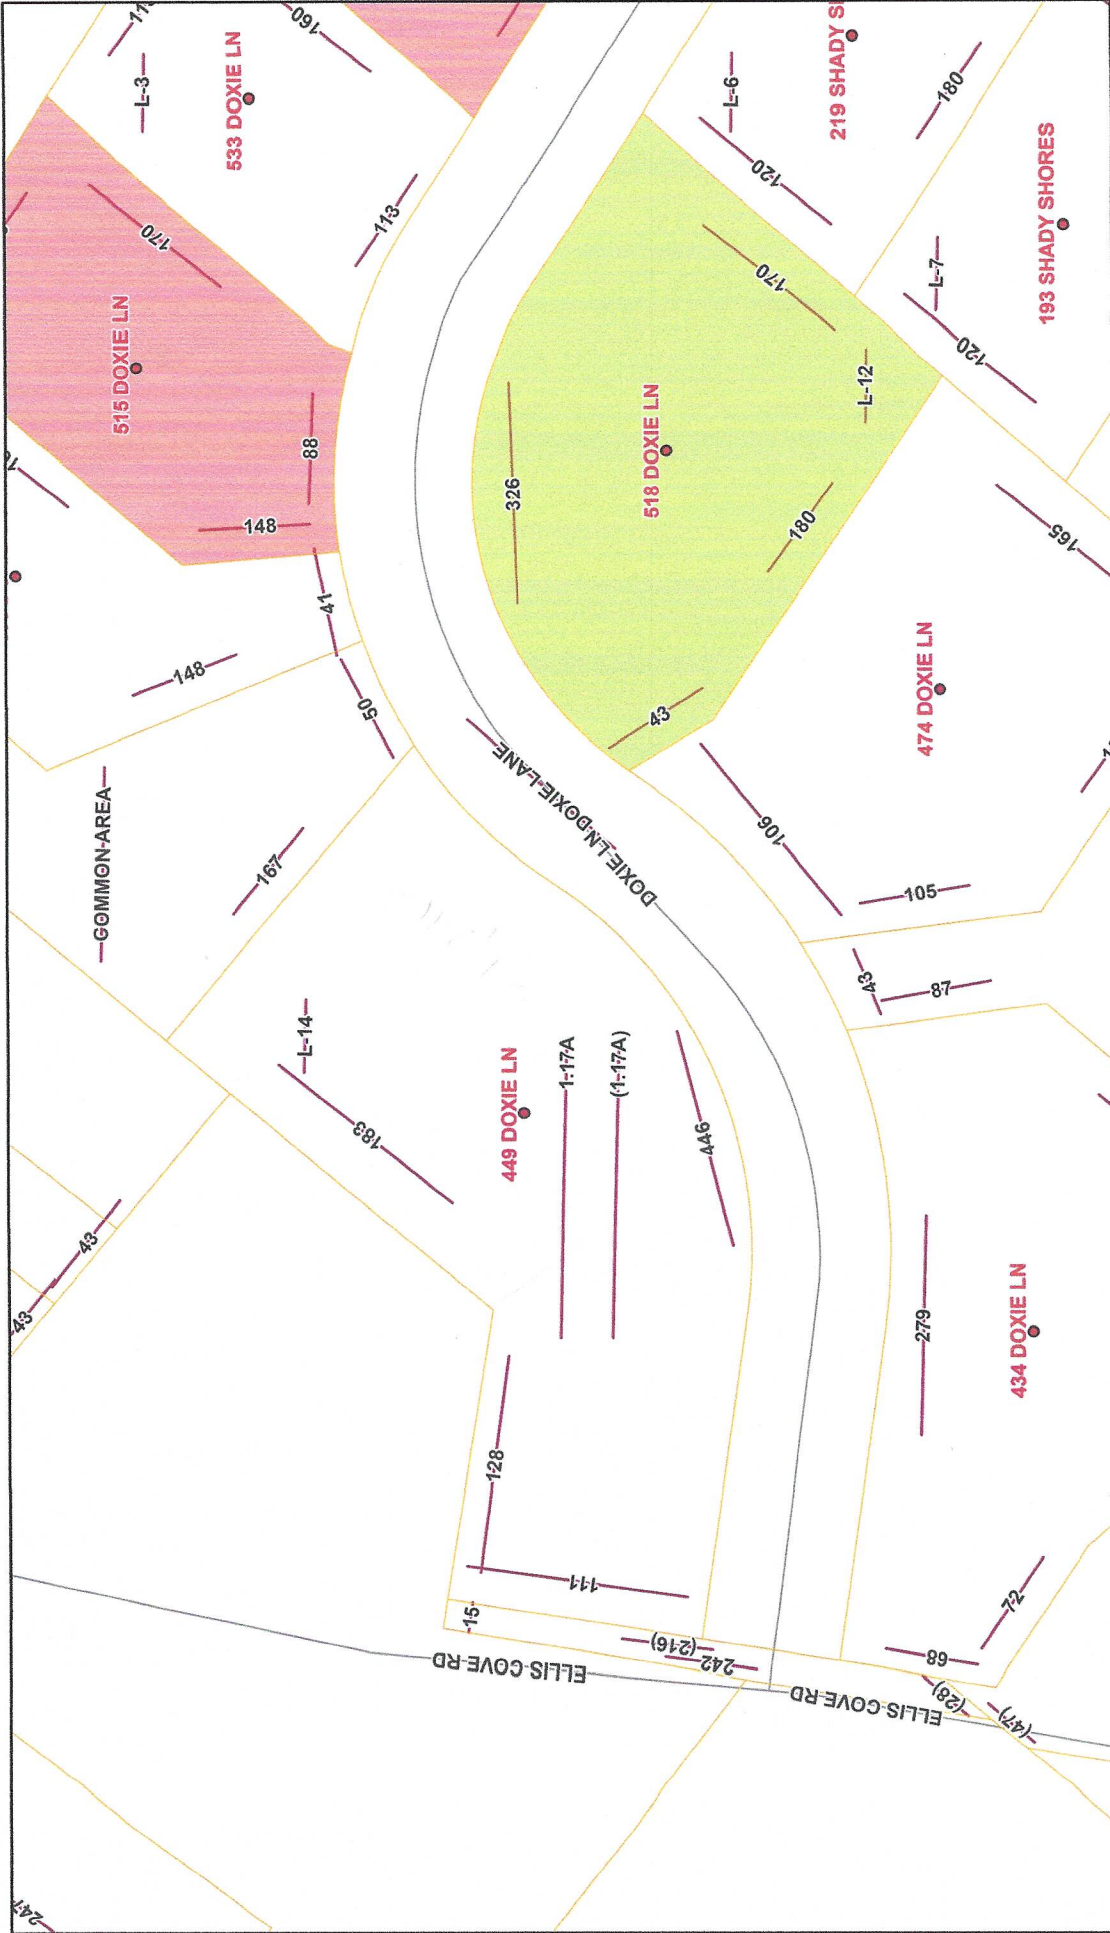 160
L-3
533 DOXIE LN
113
170
515 DOXIE LN
88
148
41
50
148
COMMON AREA
167
L-14
183
449 DOXIE LN
1.17A
(1.17A)
446
128
111
15
(216)
242
ELLIS COVE RD
ELLIS COVE RD
43
43
247
DOXIE LN DOXIE LANE
326
518 DOXIE LN
170
L-12
180
43
L-6
120
219 SHADY S
180
L-7
120
193 SHADY SHORES
165
474 DOXIE LN
106
105
43
87
279
434 DOXIE LN
72
68
(28)
(47)